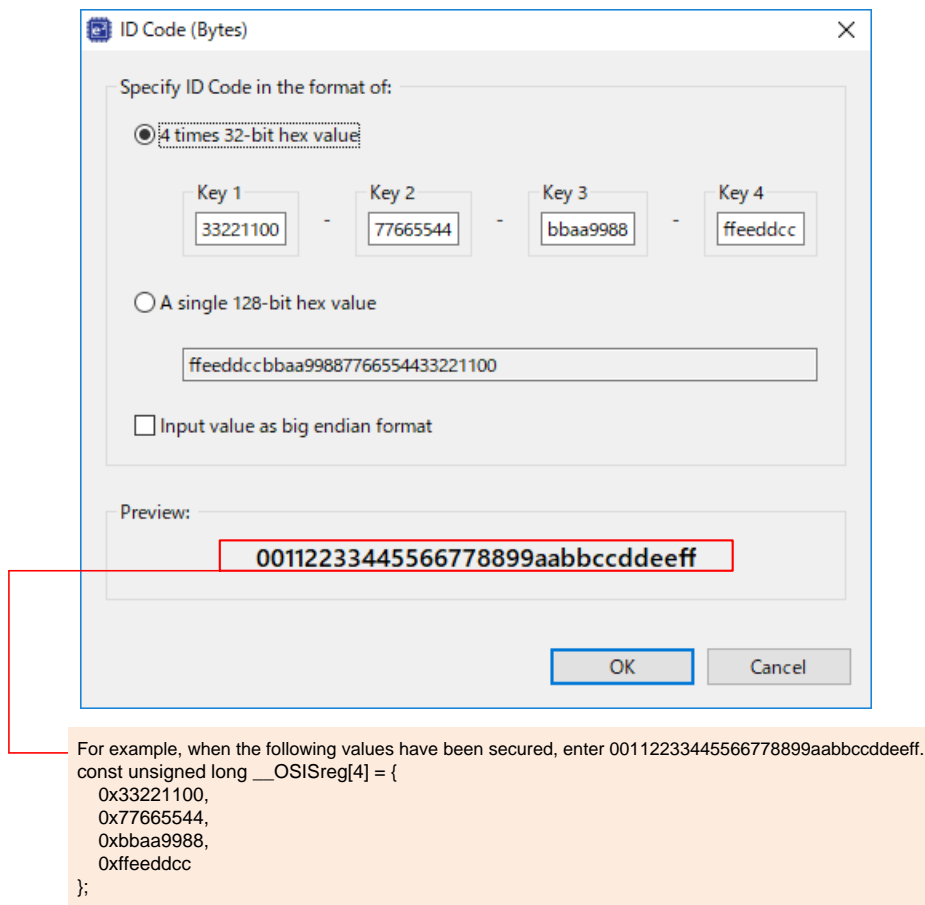 ID Code (Bytes)
Specify ID Code in the format of:
4 times 32-bit hex value
Key 1 Key 2 Key 3 Key 4
33221100 - 77665544 - bbaa9988 - ffeeddcc
A single 128-bit hex value
ffeeddccbbaa99887766554433221100
Input value as big endian format
Preview:
00112233445566778899aabbccddeeff
OK Cancel
For example, when the following values have been secured, enter 00112233445566778899aabbccddeeff.
const unsigned long __OSISreg[4] = {
0x33221100,
0x77665544,
0xbbaa9988,
0xffeeddcc
};